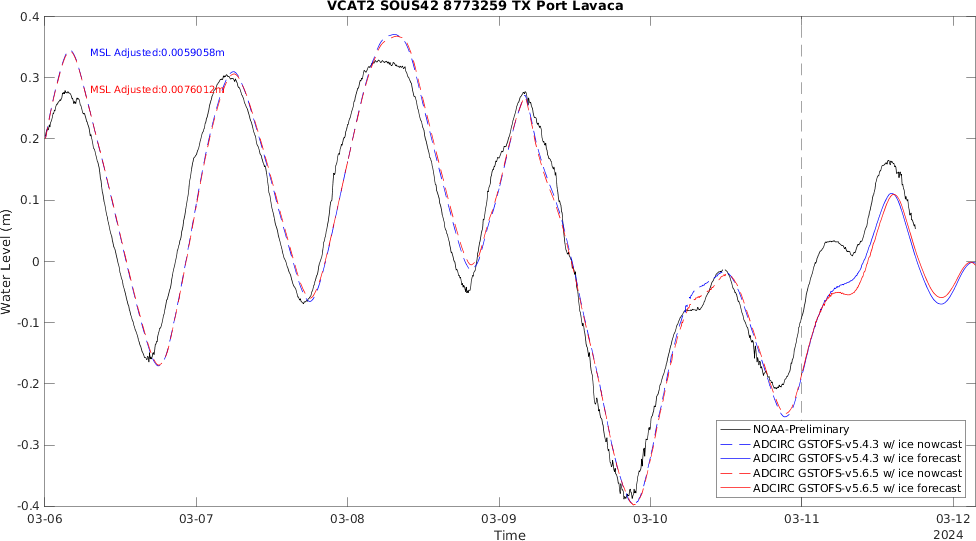 VCAT2 SOUS42 8773259 TX Port Lavaca
0.4
MSL Adjusted:0.0059058m
0.3
MSL Adjusted:0.0076012m
0.2
0.1
0
-0.1
-0.2
-0.3
-0.4
Water Level (m)
NOAA-Preliminary
ADCIRC GSTOFS-v5.4.3 w/ ice nowcast
ADCIRC GSTOFS-v5.4.3 w/ ice forecast
ADCIRC GSTOFS-v5.6.5 w/ ice nowcast
ADCIRC GSTOFS-v5.6.5 w/ ice forecast
03-06 03-07 03-08 03-09 03-10 03-11 03-12
Time
2024